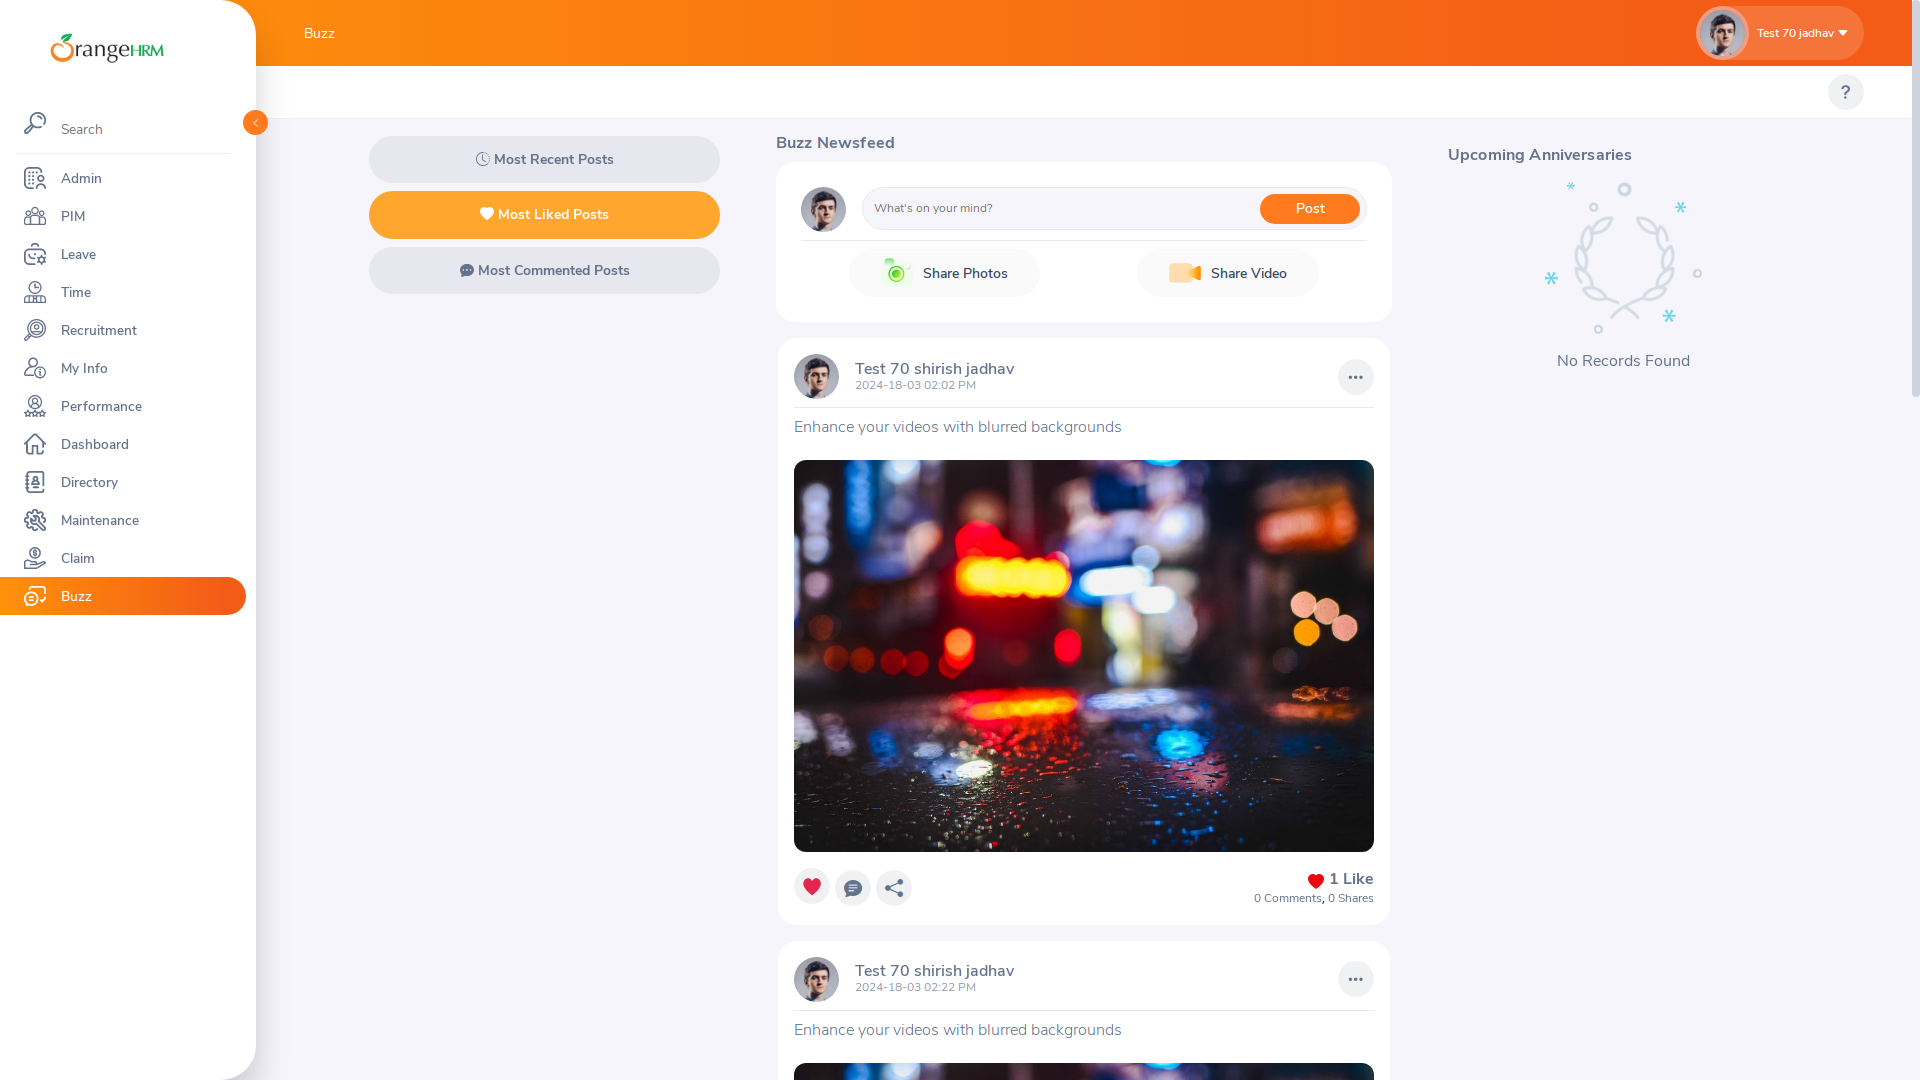 OrangeHRM
Search
Admin
PIM
Leave
Time
Recruitment
My Info
Performance
Dashboard
Directory
Maintenance
Claim
Buzz
Buzz
Test 70 jadhav
?
Most Recent Posts
Most Liked Posts
Most Commented Posts
Buzz Newsfeed
What's on your mind?
Post
Share Photos
Share Video
Test 70 shirish jadhav
2024-18-03 02:02 PM
Enhance your videos with blurred backgrounds
1 Like
0 Comments, 0 Shares
Test 70 shirish jadhav
2024-18-03 02:22 PM
Enhance your videos with blurred backgrounds
Upcoming Anniversaries
No Records Found